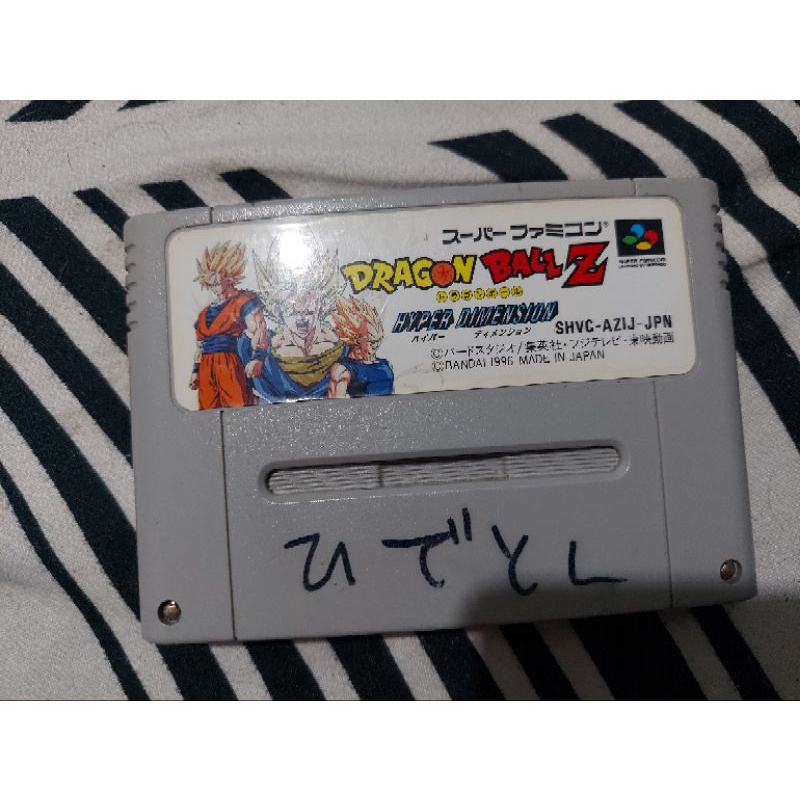 スーパーファミコン®
SUPER FAMICOM
DRAGON BALL Z
ドラゴンボール
HYPER DIMENSION
ハイパー ディメンション
SHVC-AZIJ-JPN
©バードスタジオ/集英社・フジテレビ・東映動画
©BANDAI 1996 MADE IN JAPAN
ひでとし